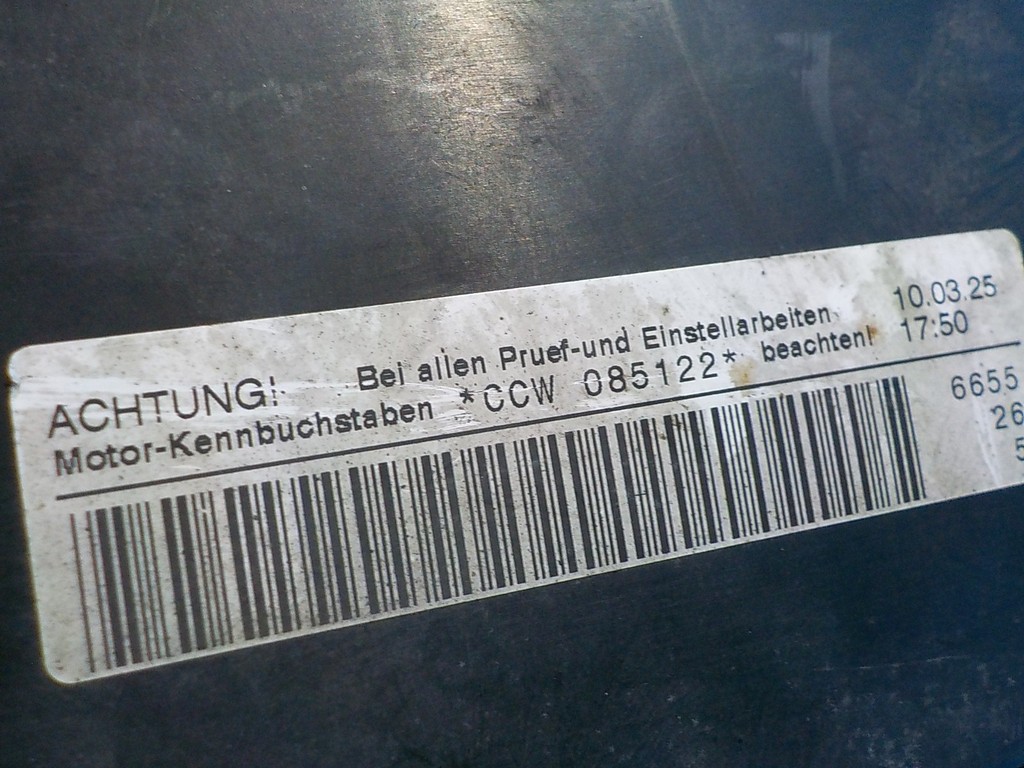 ACHTUNG! Bei allen Pruef-und Einstellarbeiten 10.03.25
Motor-Kennbuchstaben *CCW 085122* beachten! 17:50
6655
26
5